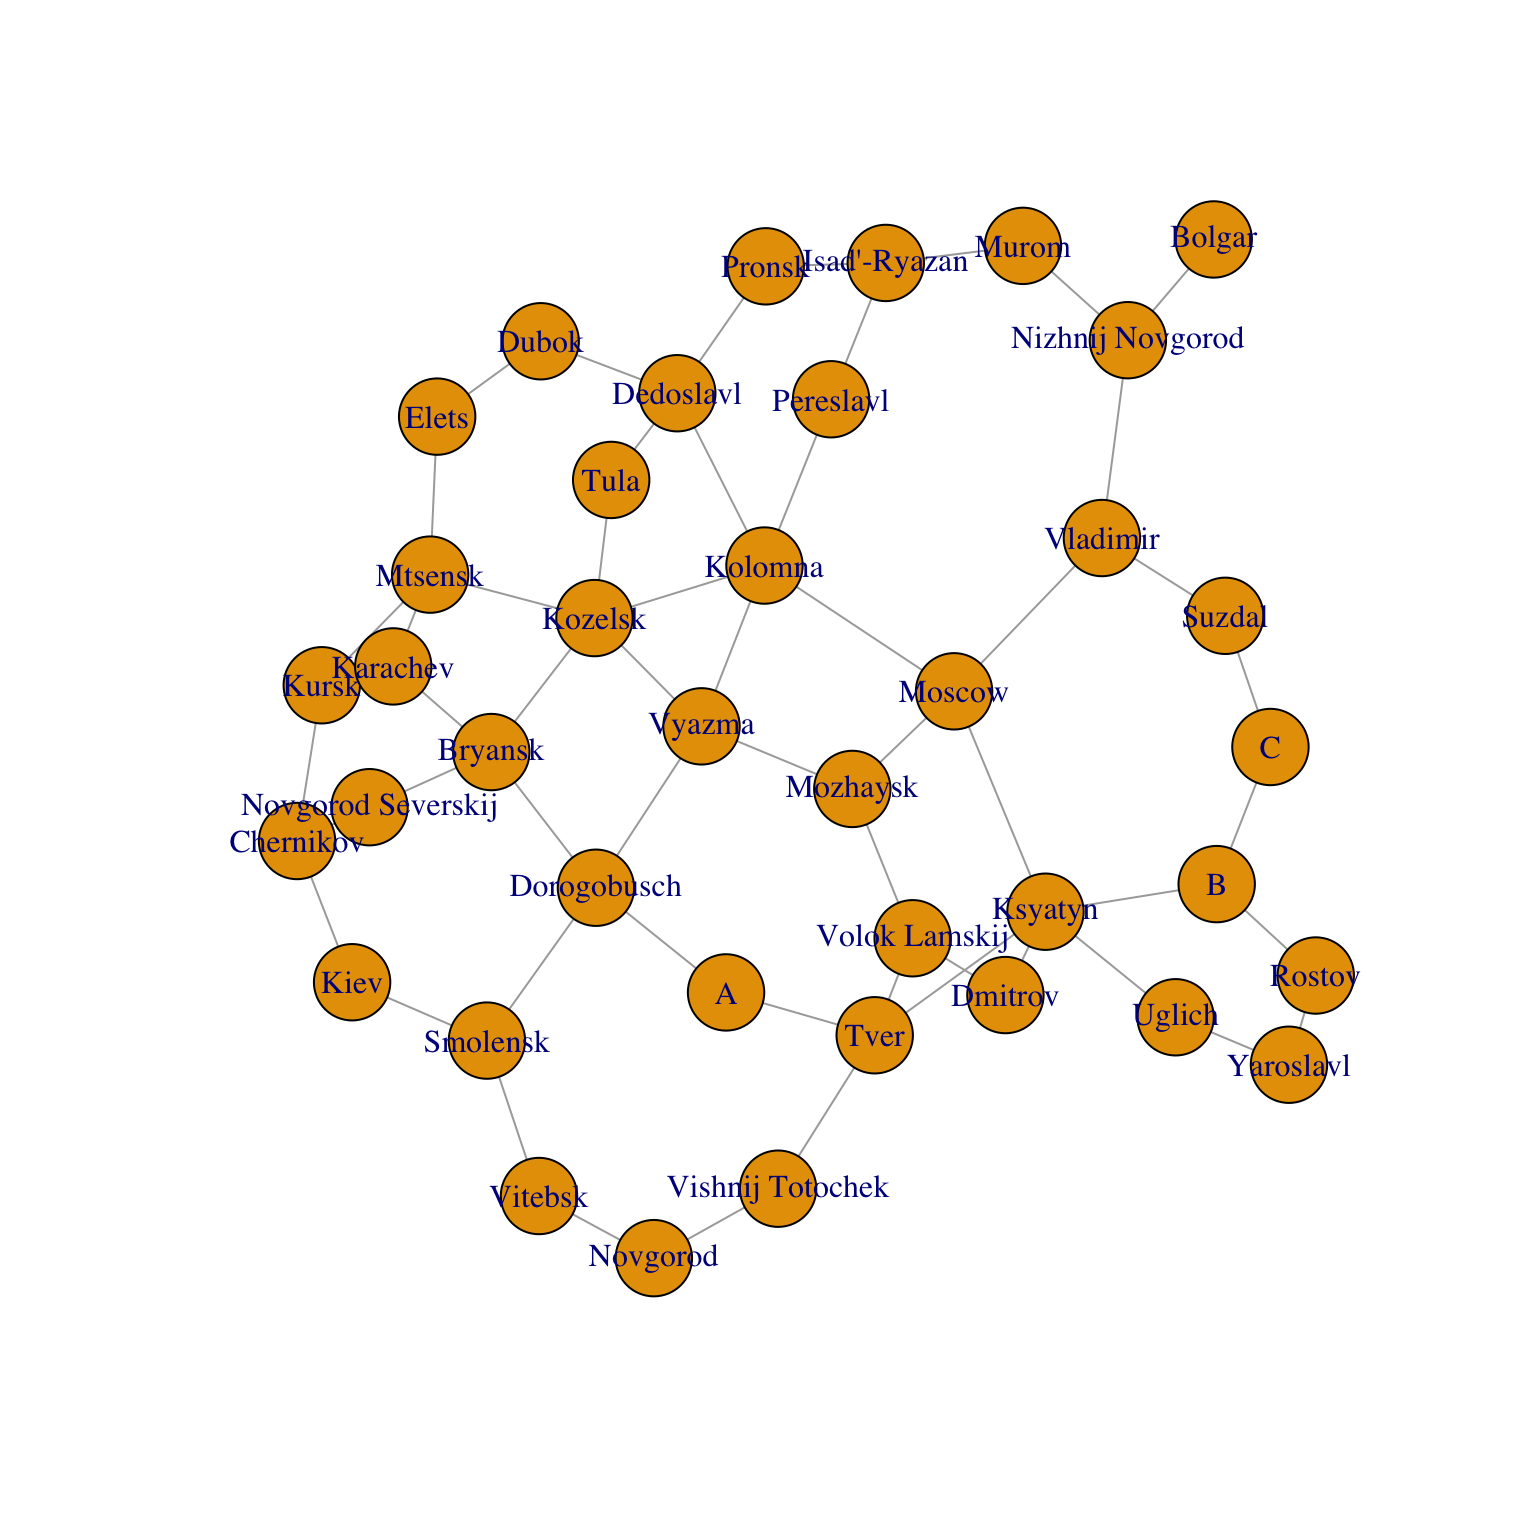 Bolgar
Murom
Isad'-Ryazan
Pronsk
Nizhnij Novgorod
Dubok
Dedoslavl
Pereslavl
Elets
Tula
Vladimir
Kolomna
Mtsensk
Suzdal
Kozelsk
Karachev
Kursk
Moscow
Vyazma
C
Bryansk
Mozhaysk
Novgorod Severskij
Chernikov
B
Dorogobusch
Ksyatyn
Volok Lamskij
Rostov
Kiev
A
Dmitrov
Uglich
Tver
Smolensk
Yaroslavl
Vishnij Totochek
Vitebsk
Novgorod